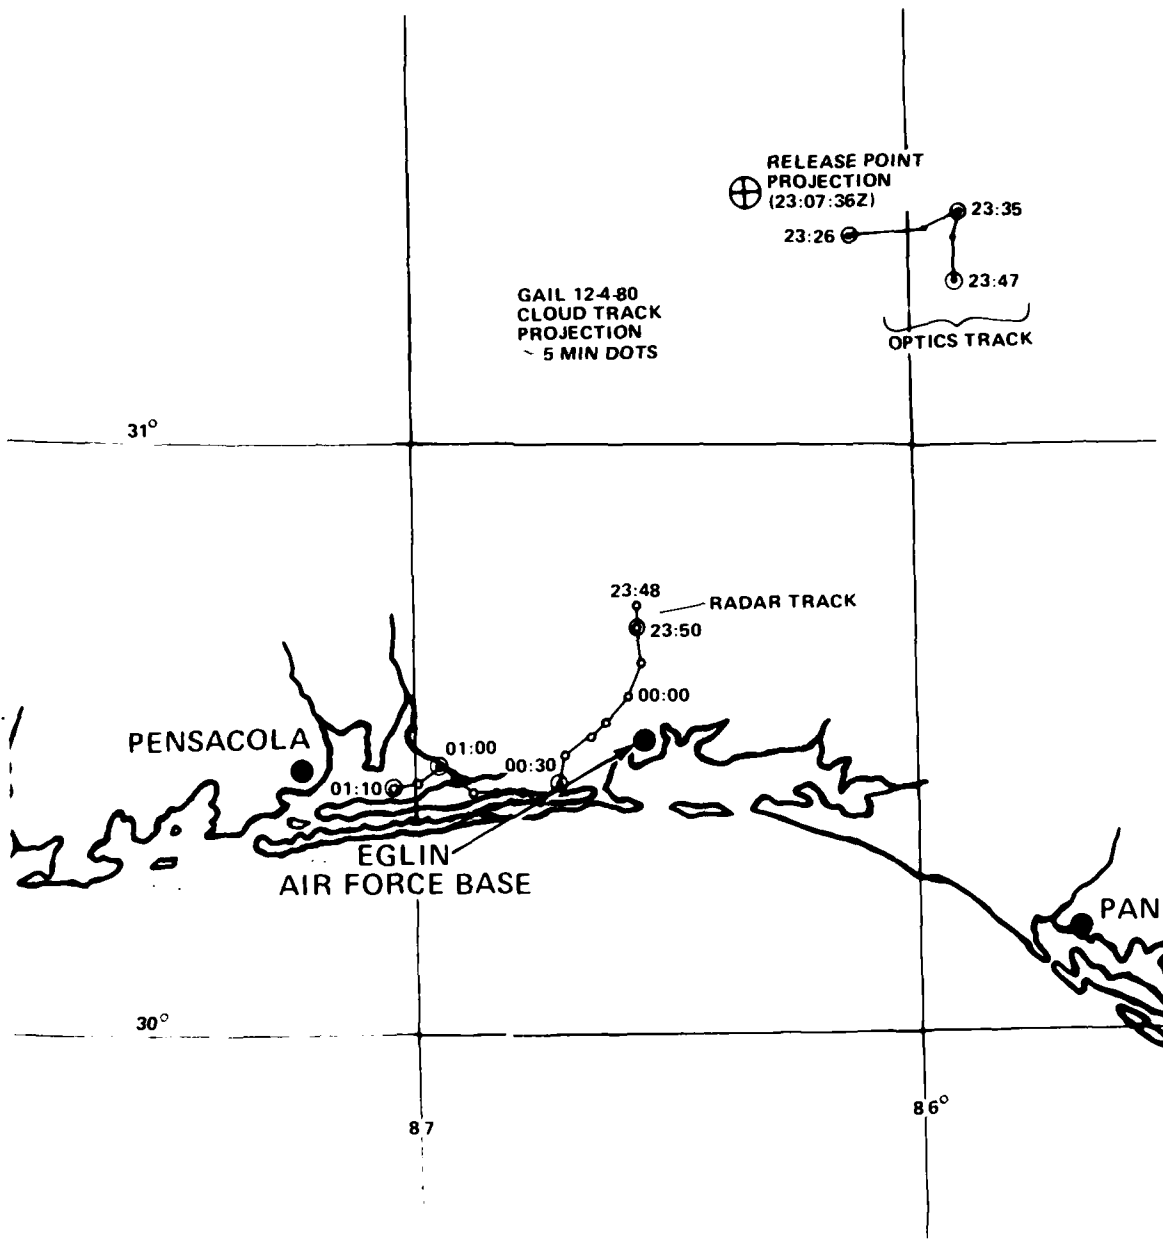 RELEASE POINT
PROJECTION
(23:07:36Z)
23:35
23:26
23:47
GAIL 12-4-80
CLOUD TRACK
PROJECTION
~ 5 MIN DOTS
OPTICS TRACK
31°
23:48
RADAR TRACK
23:50
00:00
PENSACOLA
01:00
00:30
01:10
EGLIN
AIR FORCE BASE
PAN
30°
86°
87